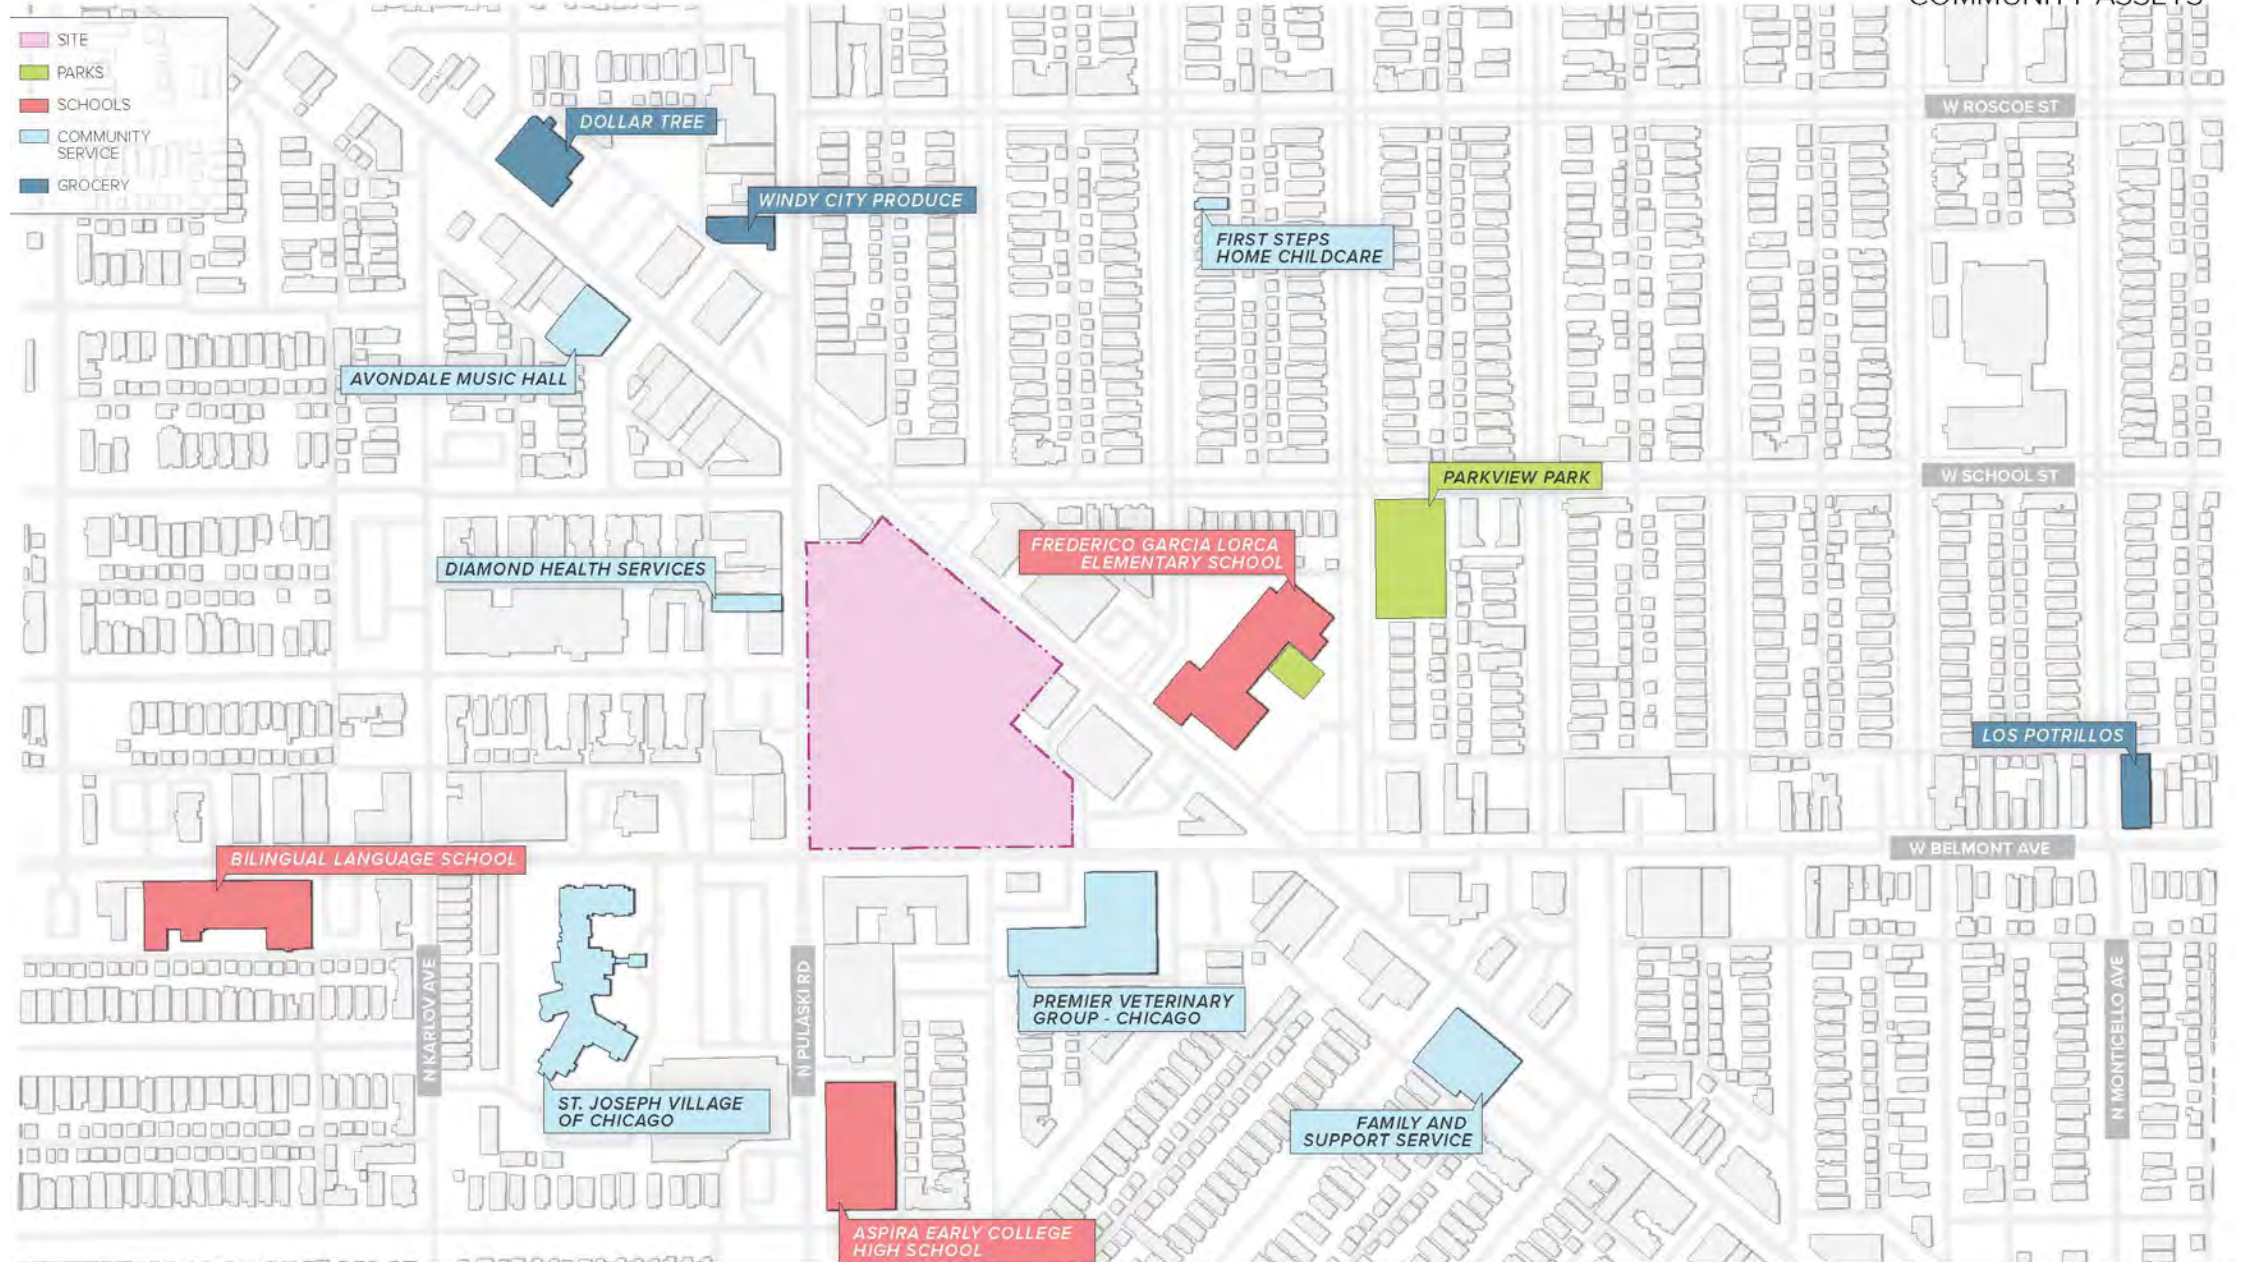 COMMUNITY ASSETS
SITE
PARKS
SCHOOLS
COMMUNITY
SERVICE
GROCERY
W ROSCOE ST
DOLLAR TREE
WINDY CITY PRODUCE
FIRST STEPS
HOME CHILDCARE
AVONDALE MUSIC HALL
PARKVIEW PARK
W SCHOOL ST
FREDERICO GARCIA LORCA
ELEMENTARY SCHOOL
DIAMOND HEALTH SERVICES
LOS POTRILLOS
W BELMONT AVE
BILINGUAL LANGUAGE SCHOOL
N KARLOV AVE
N PULASKI RD
N MONTICELLO AVE
PREMIER VETERINARY
GROUP - CHICAGO
ST. JOSEPH VILLAGE
OF CHICAGO
FAMILY AND
SUPPORT SERVICE
ASPIRA EARLY COLLEGE
HIGH SCHOOL